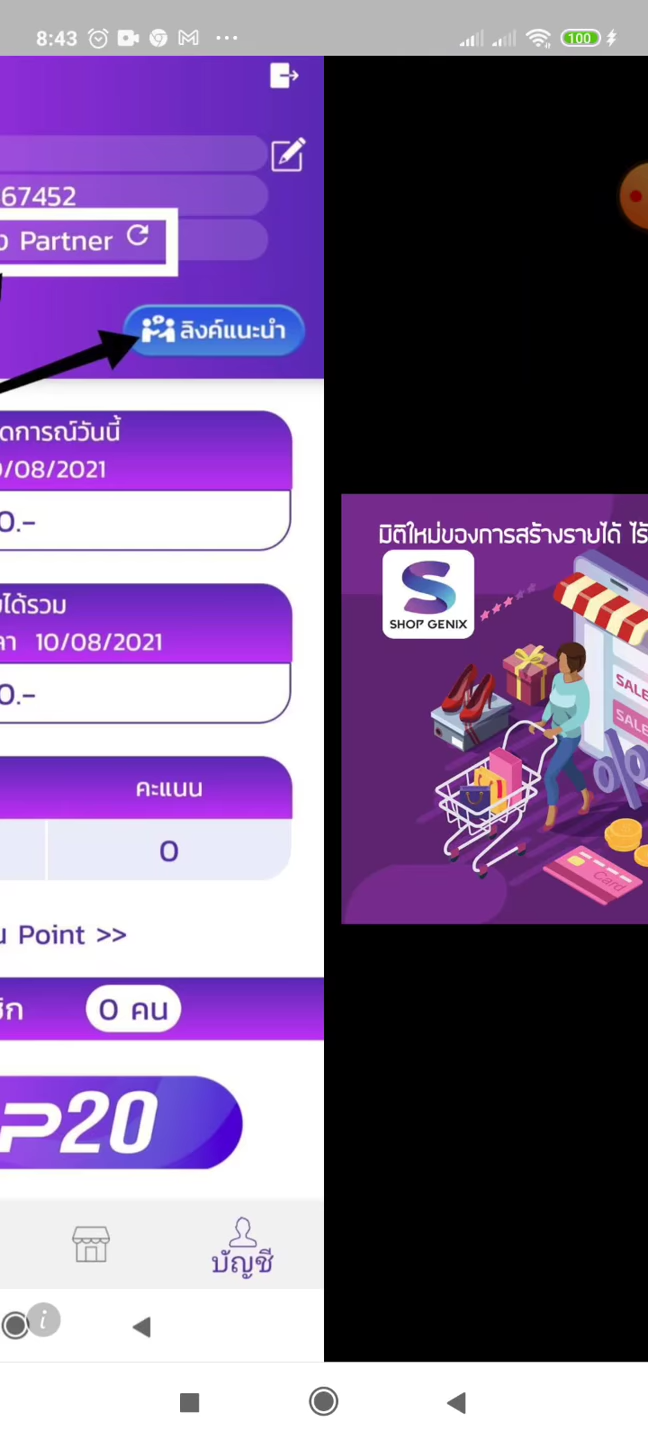 8:43
100
67452
Partner
ลิงค์แนะนำ
ดการณ์วันนี้
/08/2021
0.-
ได้รวม
10/08/2021
0.-
คะแนน
0
Point >>
0 คน
P20
บัญชี
i
มิติใหม่ของการสร้างรายได้ ไร้
SHOP GENIX
SALE
SALE
%
Card